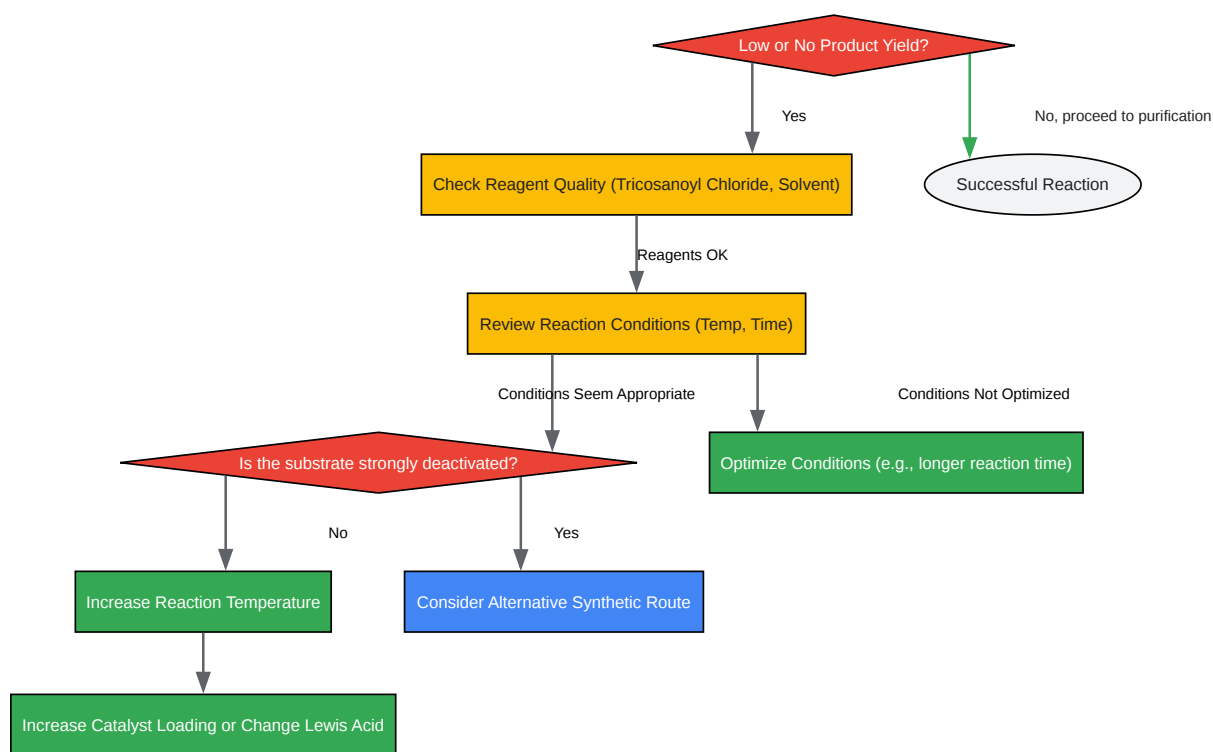 Low or No Product Yield?
Yes
No, proceed to purification
Check Reagent Quality (Tricosanoyl Chloride, Solvent)
Successful Reaction
Reagents OK
Review Reaction Conditions (Temp, Time)
Conditions Seem Appropriate
Conditions Not Optimized
Is the substrate strongly deactivated?
Optimize Conditions (e.g., longer reaction time)
No
Yes
Increase Reaction Temperature
Consider Alternative Synthetic Route
Increase Catalyst Loading or Change Lewis Acid